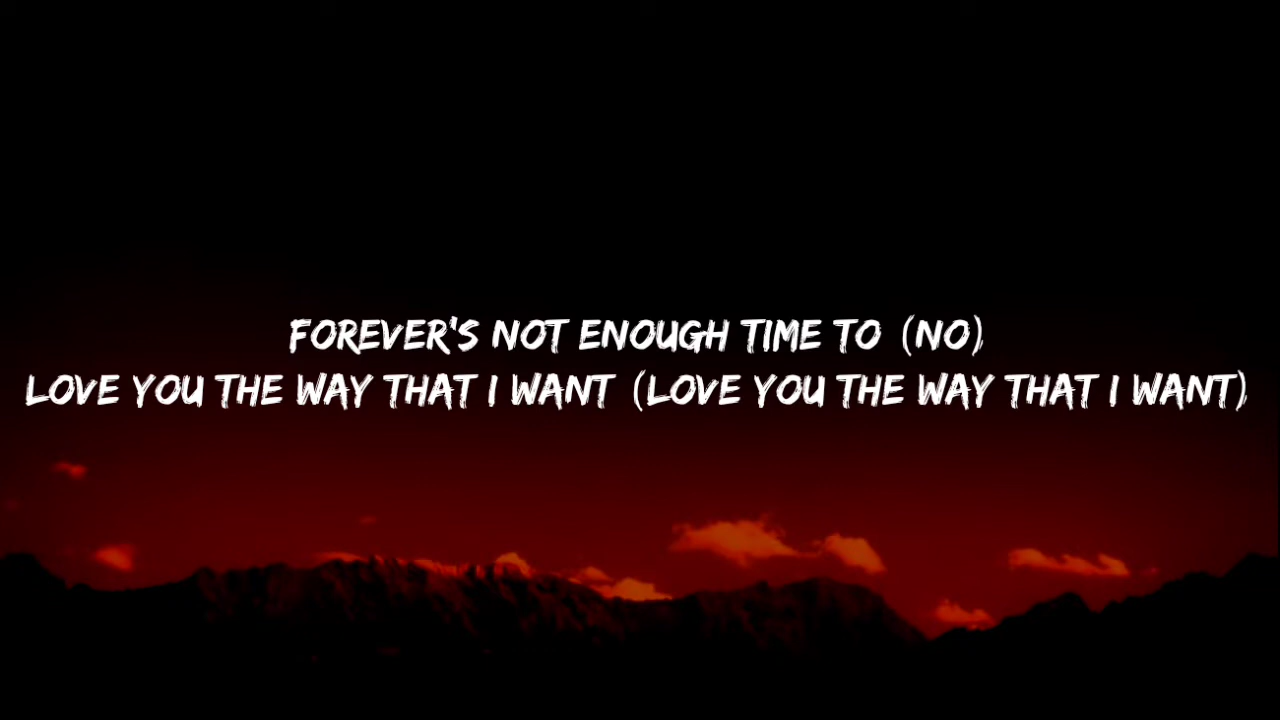 FOREVER'S NOT ENOUGH TIME TO (NO)
LOVE YOU THE WAY THAT I WANT (LOVE YOU THE WAY THAT I WANT)